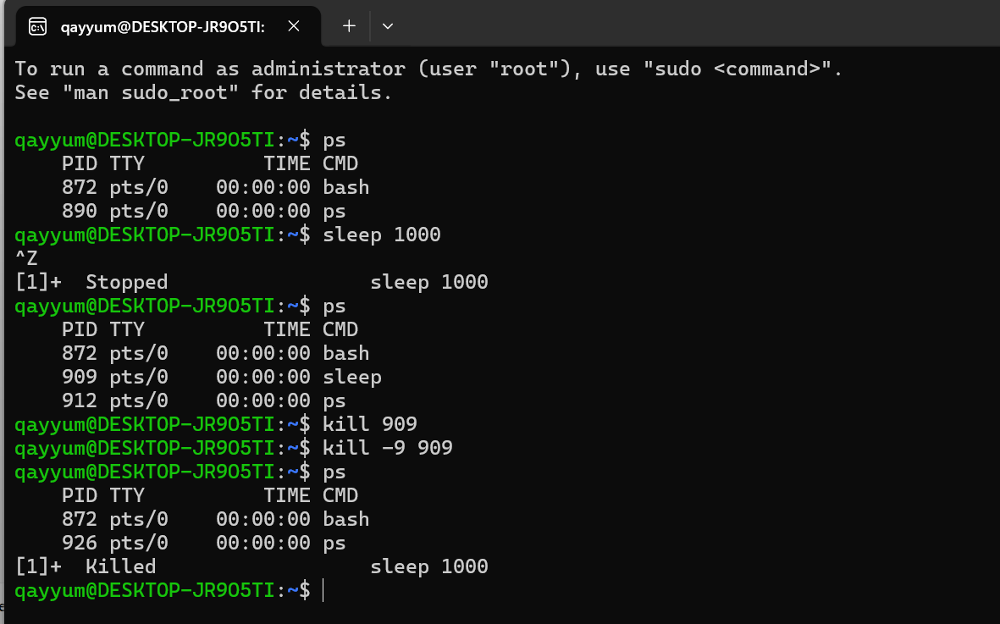 qayyum@DESKTOP-JR9O5TI:
To run a command as administrator (user "root"), use "sudo <command>".
See "man sudo_root" for details.
qayyum@DESKTOP-JR9O5TI:~$ ps
    PID TTY          TIME CMD
    872 pts/0    00:00:00 bash
    890 pts/0    00:00:00 ps
qayyum@DESKTOP-JR9O5TI:~$ sleep 1000
^Z
[1]+  Stopped                 sleep 1000
qayyum@DESKTOP-JR9O5TI:~$ ps
    PID TTY          TIME CMD
    872 pts/0    00:00:00 bash
    909 pts/0    00:00:00 sleep
    912 pts/0    00:00:00 ps
qayyum@DESKTOP-JR9O5TI:~$ kill 909
qayyum@DESKTOP-JR9O5TI:~$ kill -9 909
qayyum@DESKTOP-JR9O5TI:~$ ps
    PID TTY          TIME CMD
    872 pts/0    00:00:00 bash
    926 pts/0    00:00:00 ps
[1]+  Killed                  sleep 1000
qayyum@DESKTOP-JR9O5TI:~$